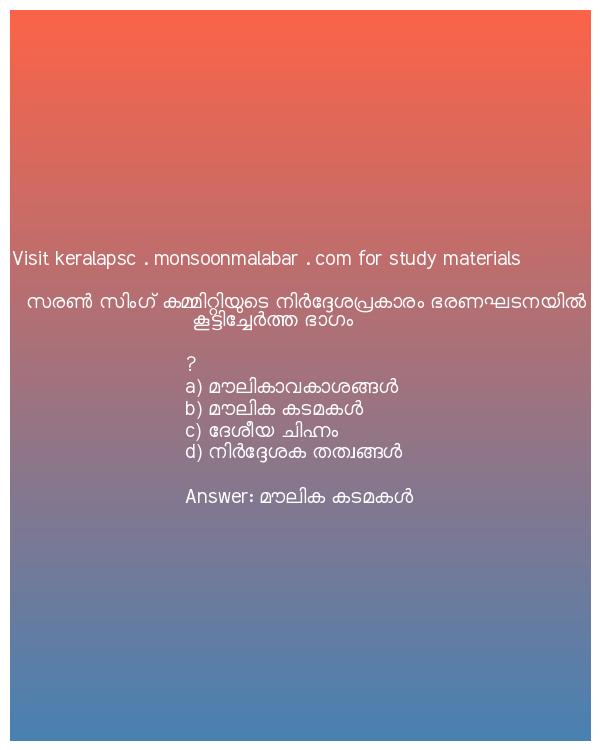 Visit keralapsc . monsoonmalabar . com for study materials
സരൺ സിംഗ് കമ്മിറ്റിയുടെ നിർദ്ദേശപ്രകാരം ഭരണഘടനയിൽ
കൂട്ടിച്ചേർത്ത ഭാഗം
?
a) മൗലികാവകാശങ്ങൾ
b) മൗലിക കടമകൾ
c) ദേശീയ ചിഹ്നം
d) നിർദ്ദേശക തത്വങ്ങൾ
Answer: മൗലിക കടമകൾ